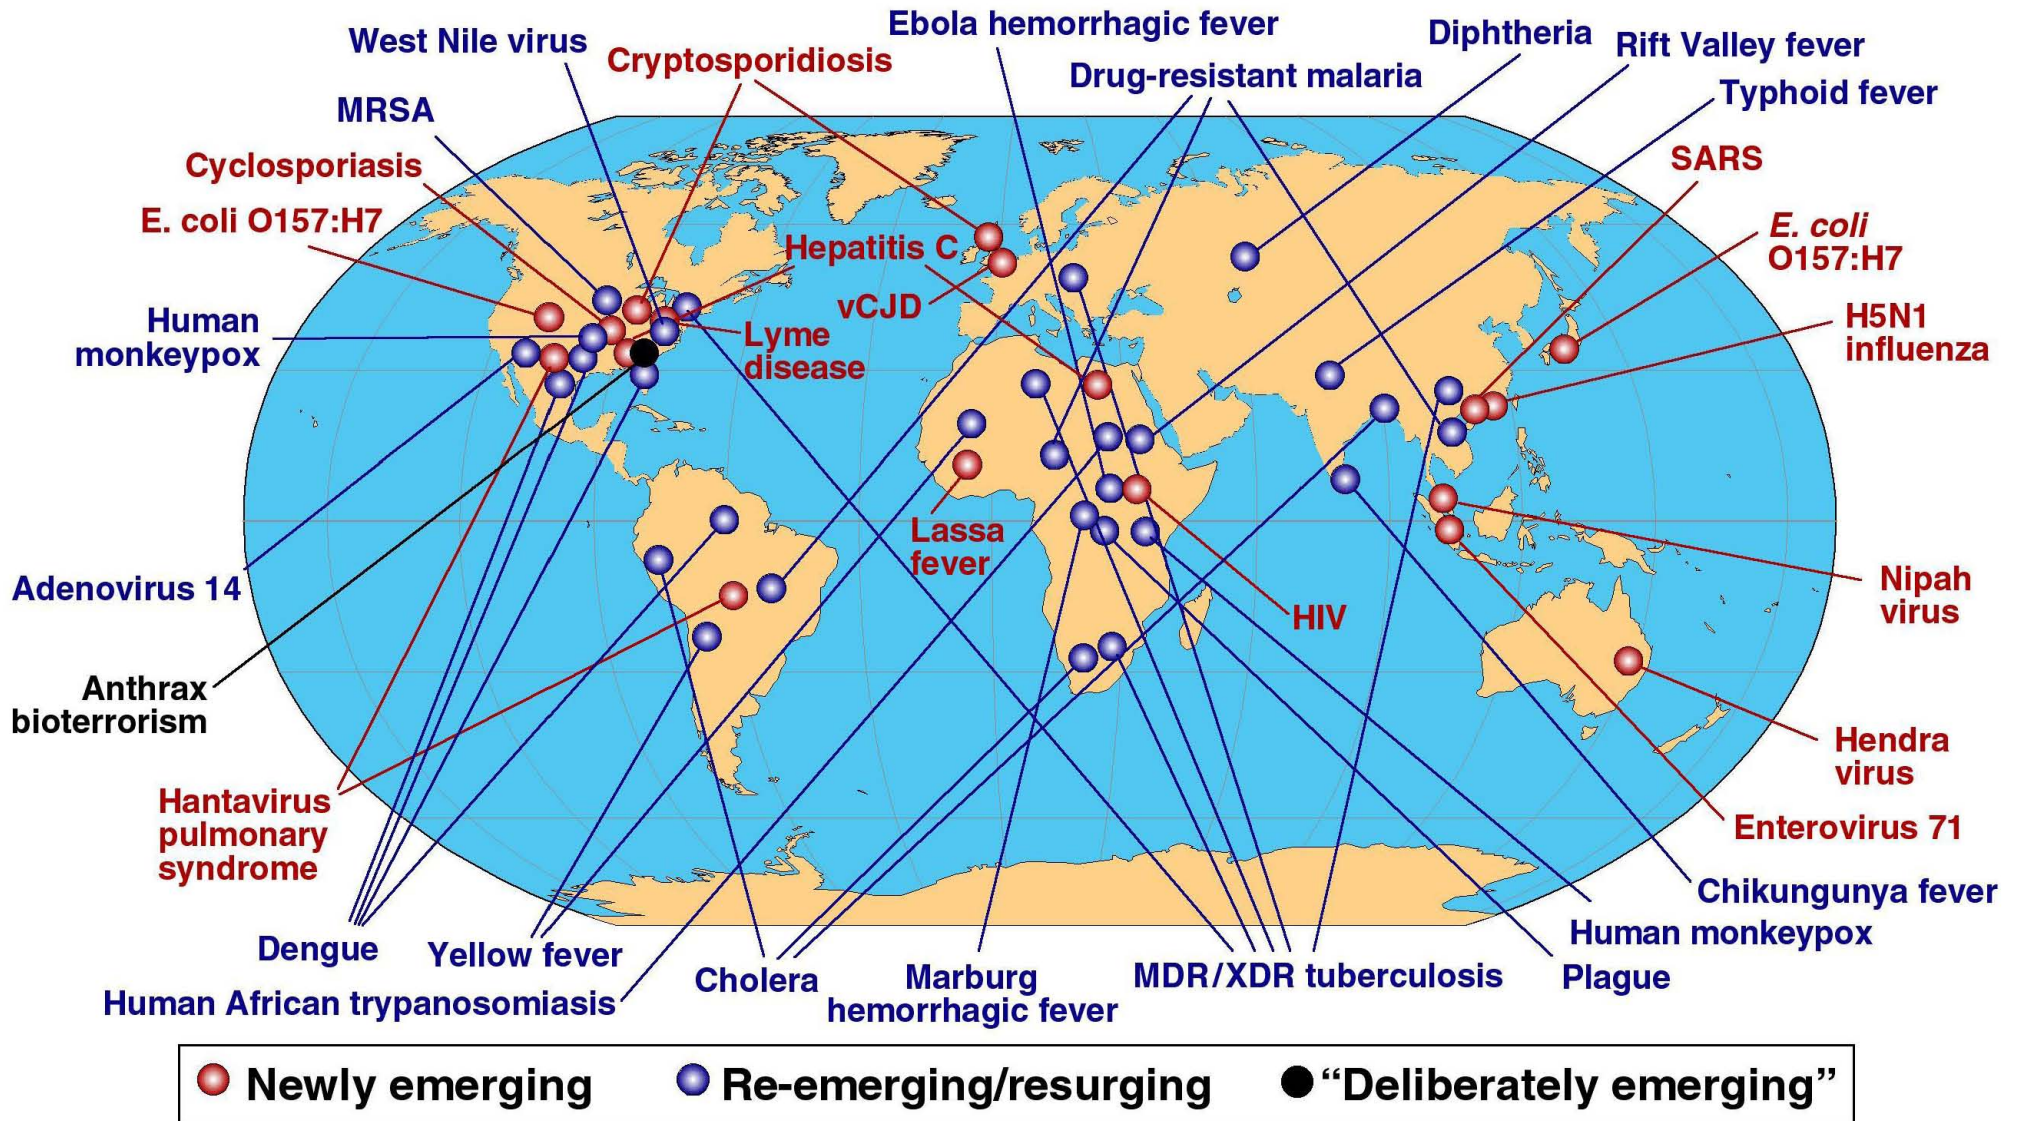 Ebola hemorrhagic fever
Diphtheria
West Nile virus
Rift Valley fever
Cryptosporidiosis
Drug-resistant malaria
Typhoid fever
MRSA
Cyclosporiasis
SARS
E. coli O157:H7
Hepatitis C
E. coli
O157:H7
vCJD
Human
monkeypox
Lyme
disease
H5N1
influenza
Lassa
fever
Adenovirus 14
HIV
Nipah
virus
Anthrax
bioterrorism
Hendra
virus
Hantavirus
pulmonary
syndrome
Enterovirus 71
Chikungunya fever
Human monkeypox
Dengue
Yellow fever
Cholera
Marburg
hemorrhagic fever
MDR/XDR tuberculosis
Plague
Human African trypanosomiasis
Newly emerging
Re-emerging/resurging
“Deliberately emerging”